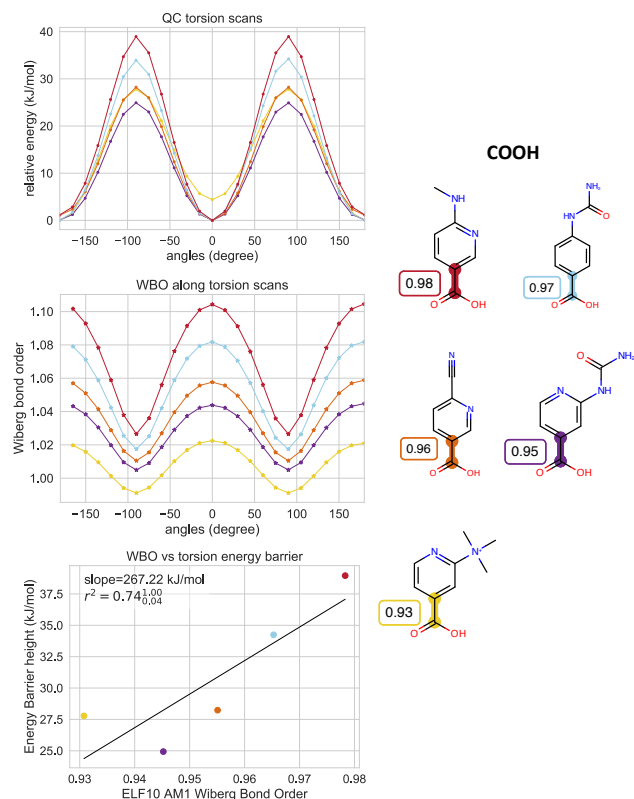 QC torsion scans
relative energy (kJ/mol)
40
30
20
10
0
−150 −100 −50 0 50 100 150
angles (degree)
WBO along torsion scans
Wiberg bond order
1.10
1.08
1.06
1.04
1.02
1.00
−150 −100 −50 0 50 100 150
angles (degree)
WBO vs torsion energy barrier
slope=267.22 kJ/mol
r² = 0.74 1.00 0.04
Energy Barrier height (kJ/mol)
37.5
35.0
32.5
30.0
27.5
25.0
0.93 0.94 0.95 0.96 0.97 0.98
ELF10 AM1 Wiberg Bond Order
COOH
NH
N
O
OH
0.98
NH₂
NH
O
O
OH
0.97
N
N
O
OH
0.96
O
NH₂
N
NH
O
OH
0.95
N
N⁺
O
OH
0.93